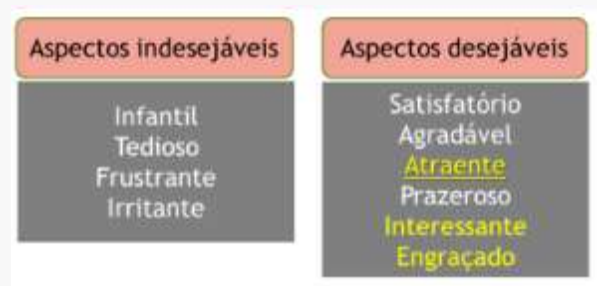 Aspectos indesejáveis
Infantil
Tedioso
Frustrante
Irritante
Aspectos desejáveis
Satisfatório
Agradável
Atraente
Prazeroso
Interessante
Engraçado